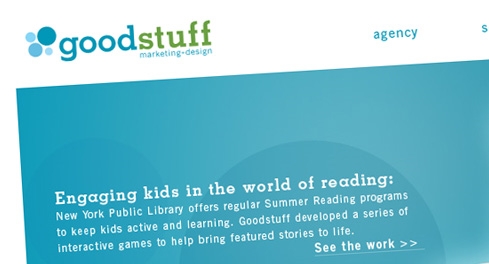 goodstuff
marketing+design
agency
s
Engaging kids in the world of reading:
New York Public Library offers regular Summer Reading programs
to keep kids active and learning. Goodstuff developed a series of
interactive games to help bring featured stories to life.
See the work >>